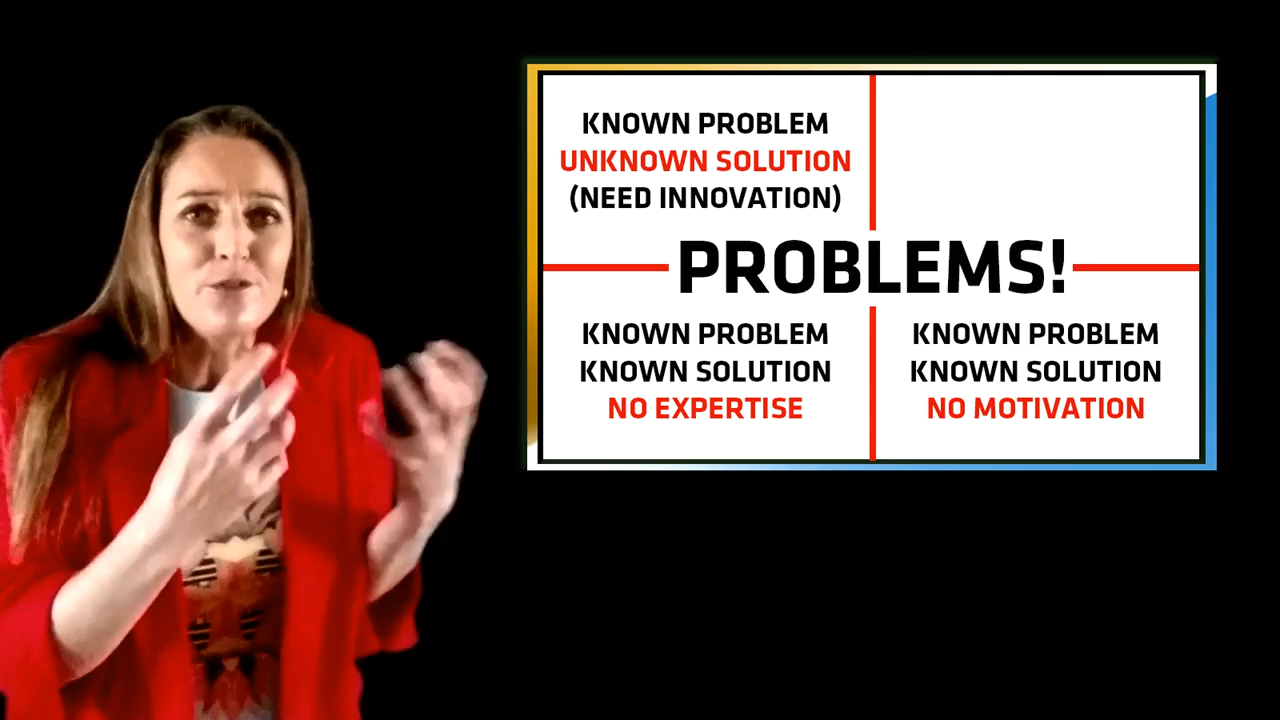 KNOWN PROBLEM
UNKNOWN SOLUTION
(NEED INNOVATION)
PROBLEMS!
KNOWN PROBLEM
KNOWN SOLUTION
NO EXPERTISE
KNOWN PROBLEM
KNOWN SOLUTION
NO MOTIVATION